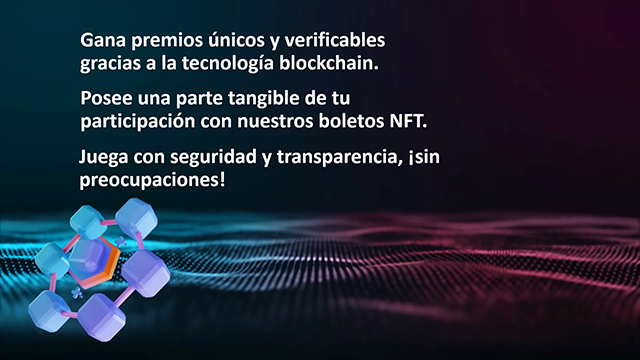 Gana premios únicos y verificables
gracias a la tecnología blockchain.
Posee una parte tangible de tu
participación con nuestros boletos NFT.
Juega con seguridad y transparencia, ¡sin
preocupaciones!